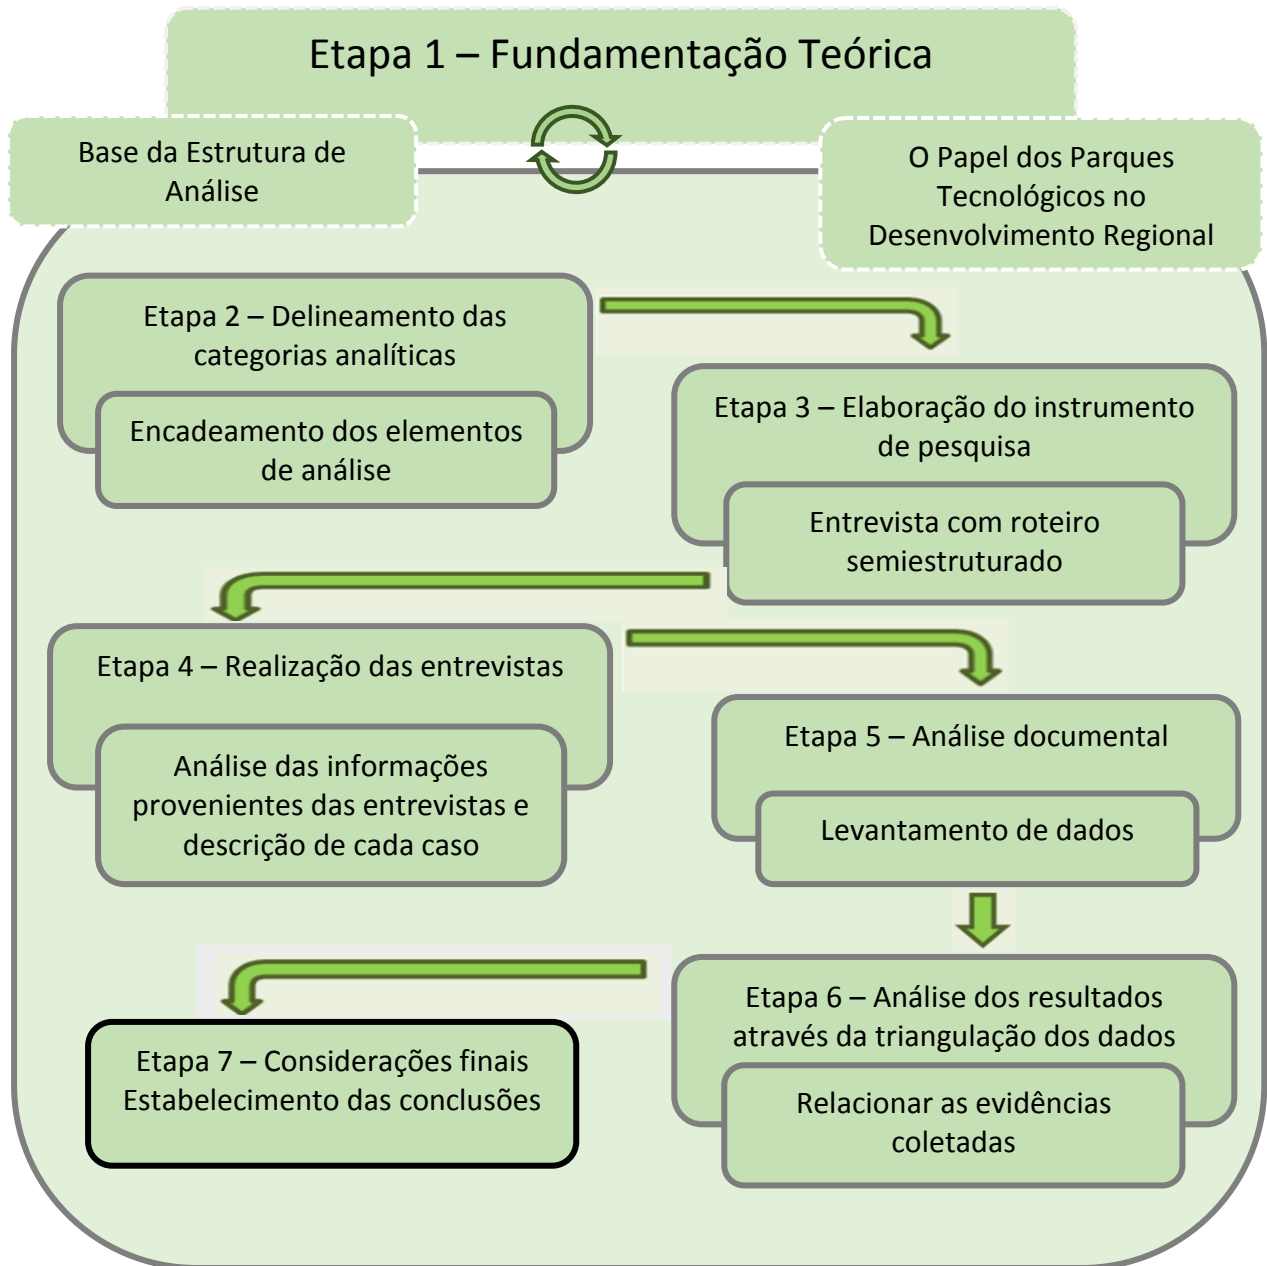 Etapa 1 – Fundamentação Teórica
Base da Estrutura de
Análise
O Papel dos Parques
Tecnológicos no
Desenvolvimento Regional
Etapa 2 – Delineamento das
categorias analíticas
Encadeamento dos elementos
de análise
Etapa 3 – Elaboração do instrumento
de pesquisa
Entrevista com roteiro
semiestruturado
Etapa 4 – Realização das entrevistas
Análise das informações
provenientes das entrevistas e
descrição de cada caso
Etapa 5 – Análise documental
Levantamento de dados
Etapa 6 – Análise dos resultados
através da triangulação dos dados
Relacionar as evidências
coletadas
Etapa 7 – Considerações finais
Estabelecimento das conclusões